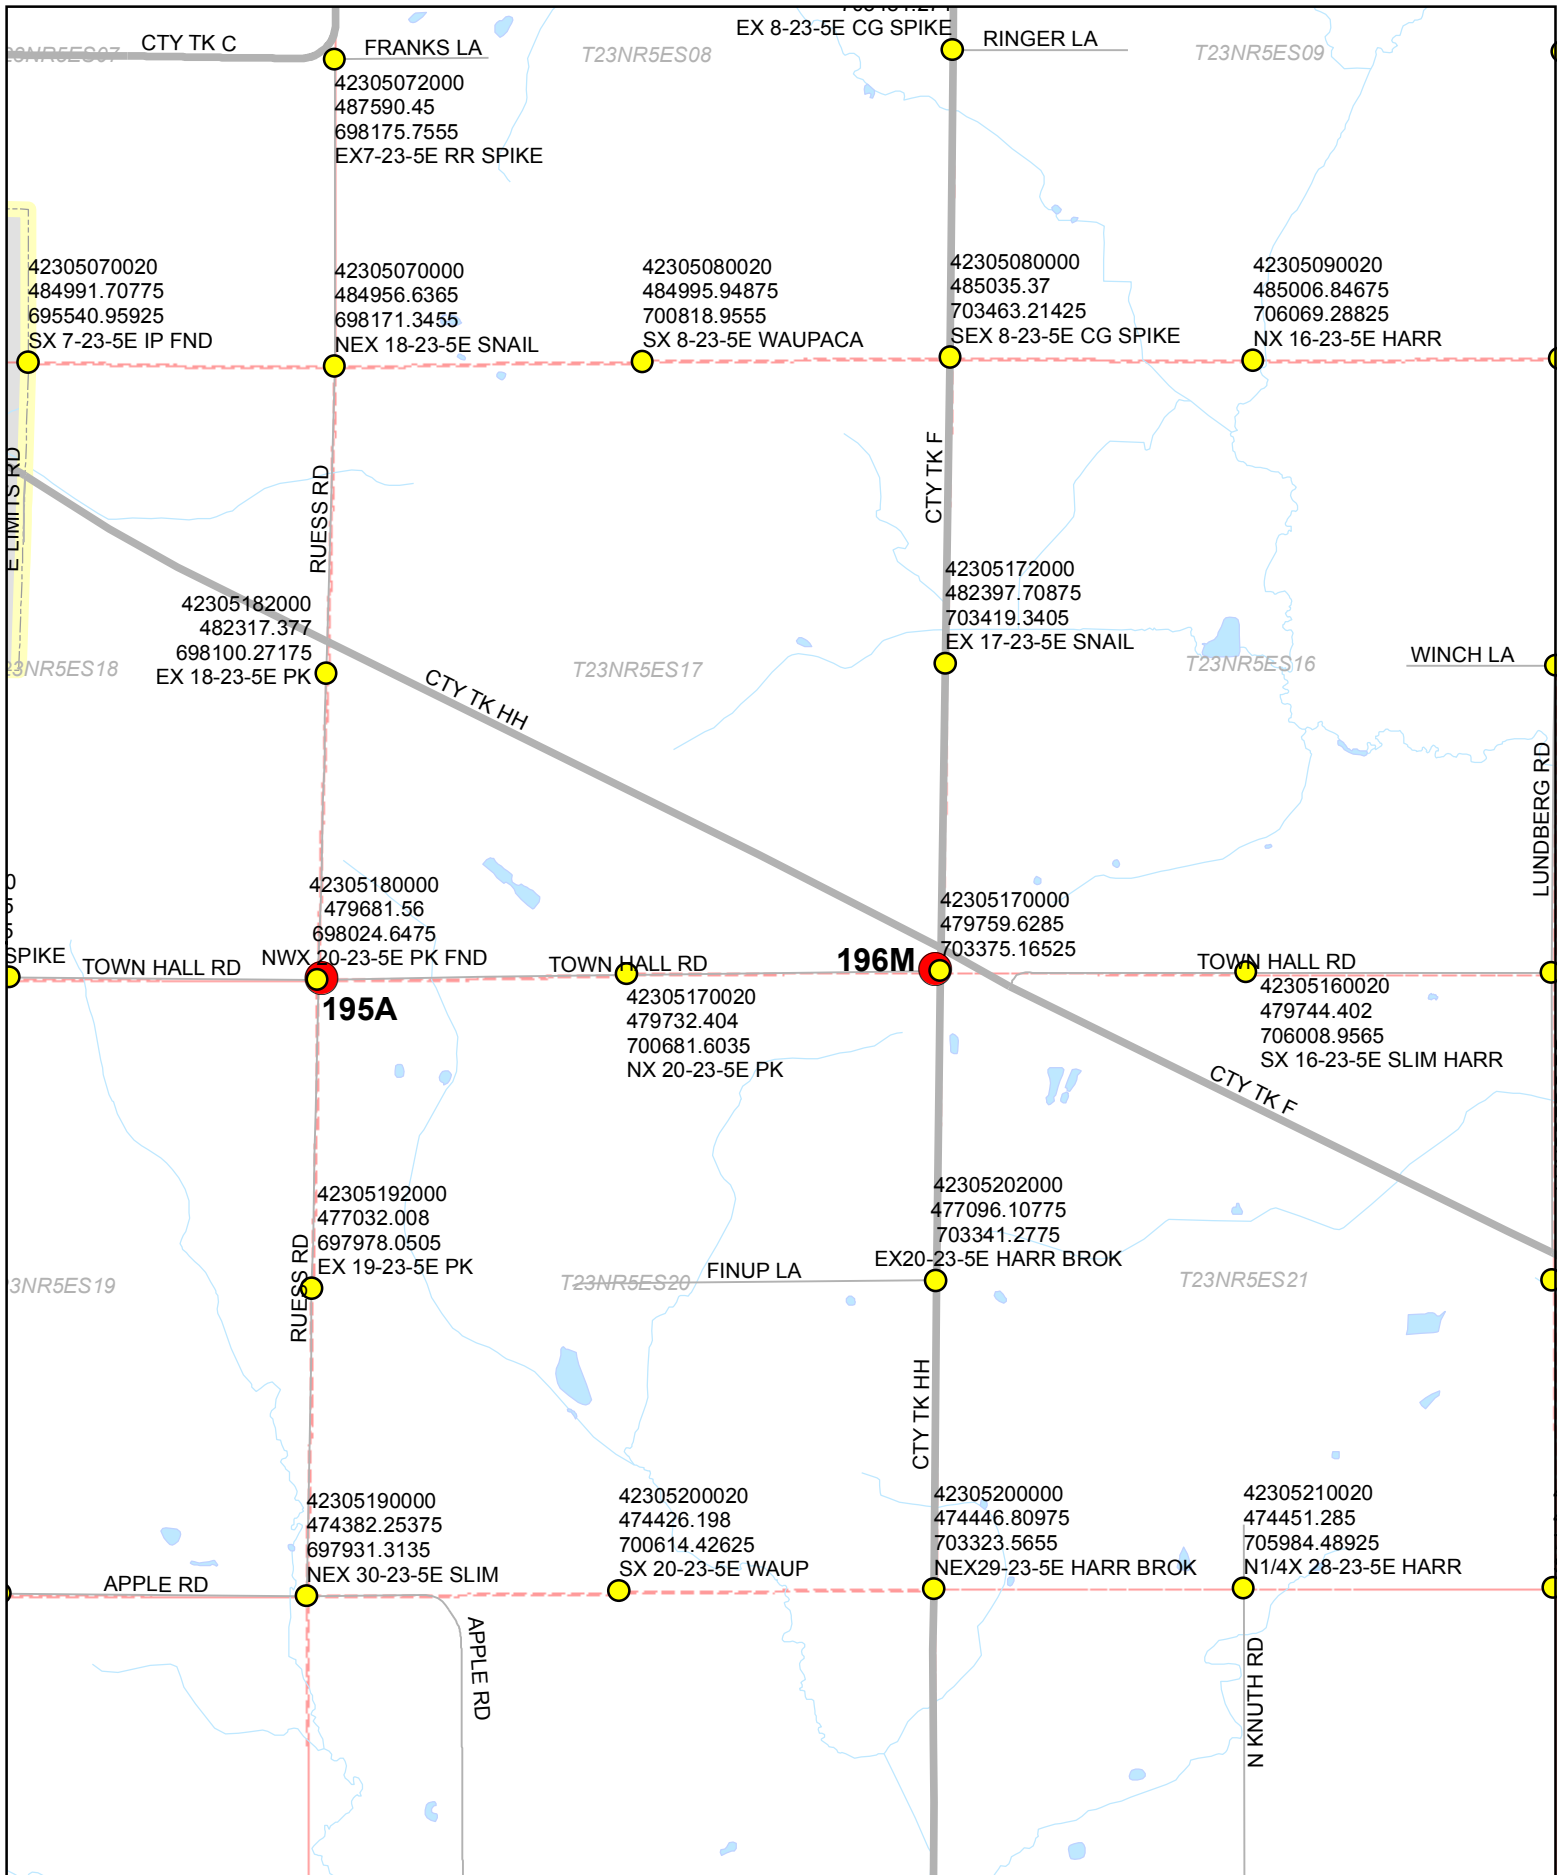 EX 8-23-5E CG SPIKE
CTY TK C
FRANKS LA
RINGER LA
T23NR5ES08
T23NR5ES09
42305072000
487590.45
698175.7555
EX7-23-5E RR SPIKE
42305070020
484991.70775
695540.95925
SX 7-23-5E IP FND
42305070000
484956.6365
698171.3455
NEX 18-23-5E SNAIL
42305080020
484995.94875
700818.9555
SX 8-23-5E WAUPACA
42305080000
485035.37
703463.21425
SEX 8-23-5E CG SPIKE
42305090020
485006.84675
706069.28825
NX 16-23-5E HARR
E LIMITS RD
RUESS RD
CTY TK F
42305182000
482317.377
698100.27175
EX 18-23-5E PK
42305172000
482397.70875
703419.3405
EX 17-23-5E SNAIL
3NR5ES18
T23NR5ES17
T23NR5ES16
WINCH LA
CTY TK HH
LUNDBERG RD
42305180000
479681.56
698024.6475
NWX 20-23-5E PK FND
42305170000
479759.6285
703375.16525
SPIKE
TOWN HALL RD
TOWN HALL RD
196M
TOWN HALL RD
195A
42305170020
479732.404
700681.6035
NX 20-23-5E PK
42305160020
479744.402
706008.9565
SX 16-23-5E SLIM HARR
CTY TK F
42305192000
477032.008
697978.0505
EX 19-23-5E PK
42305202000
477096.10775
703341.2775
EX20-23-5E HARR BROK
RUESS RD
3NR5ES19
T23NR5ES20
FINUP LA
T23NR5ES21
CTY TK HH
42305190000
474382.25375
697931.3135
NEX 30-23-5E SLIM
42305200020
474426.198
700614.42625
SX 20-23-5E WAUP
42305200000
474446.80975
703323.5655
NEX29-23-5E HARR BROK
42305210020
474451.285
705984.48925
N1/4X 28-23-5E HARR
APPLE RD
APPLE RD
N KNUTH RD